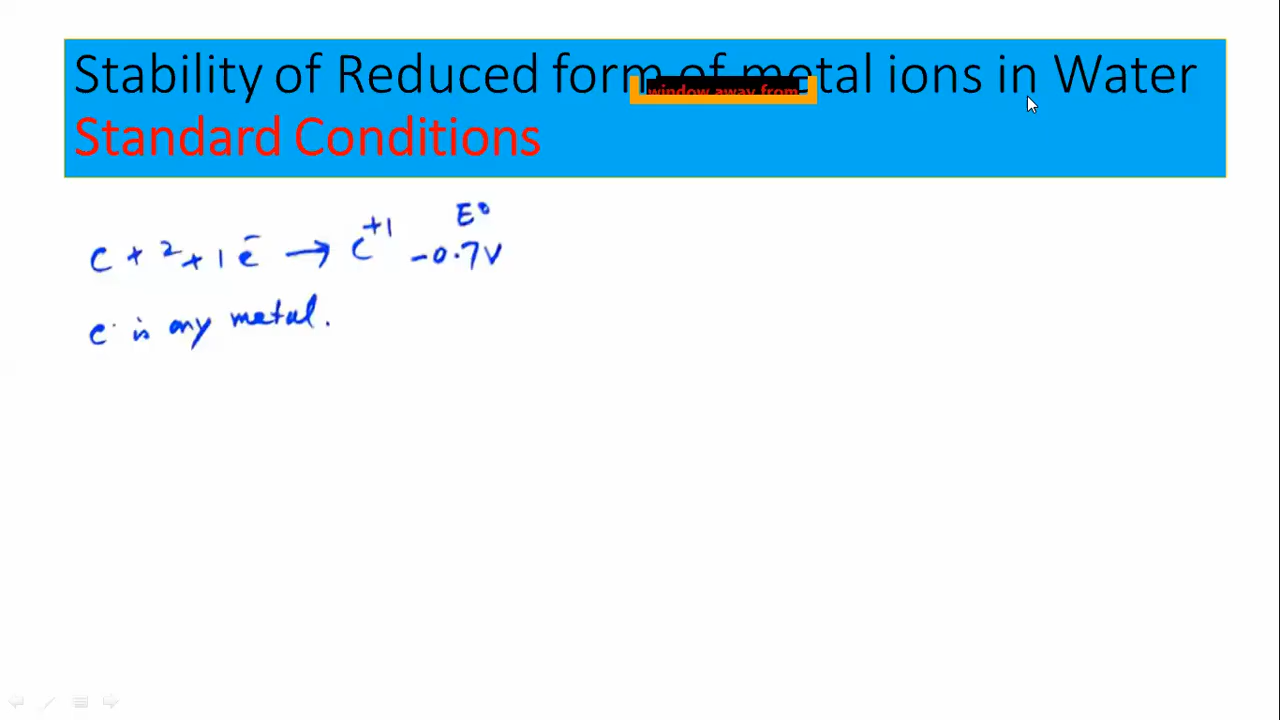 Stability of Reduced form of metal ions in Water
window away from
Standard Conditions
E°
C+2 + 1 e⁻ → C+1 -0.7V
C is any metal.